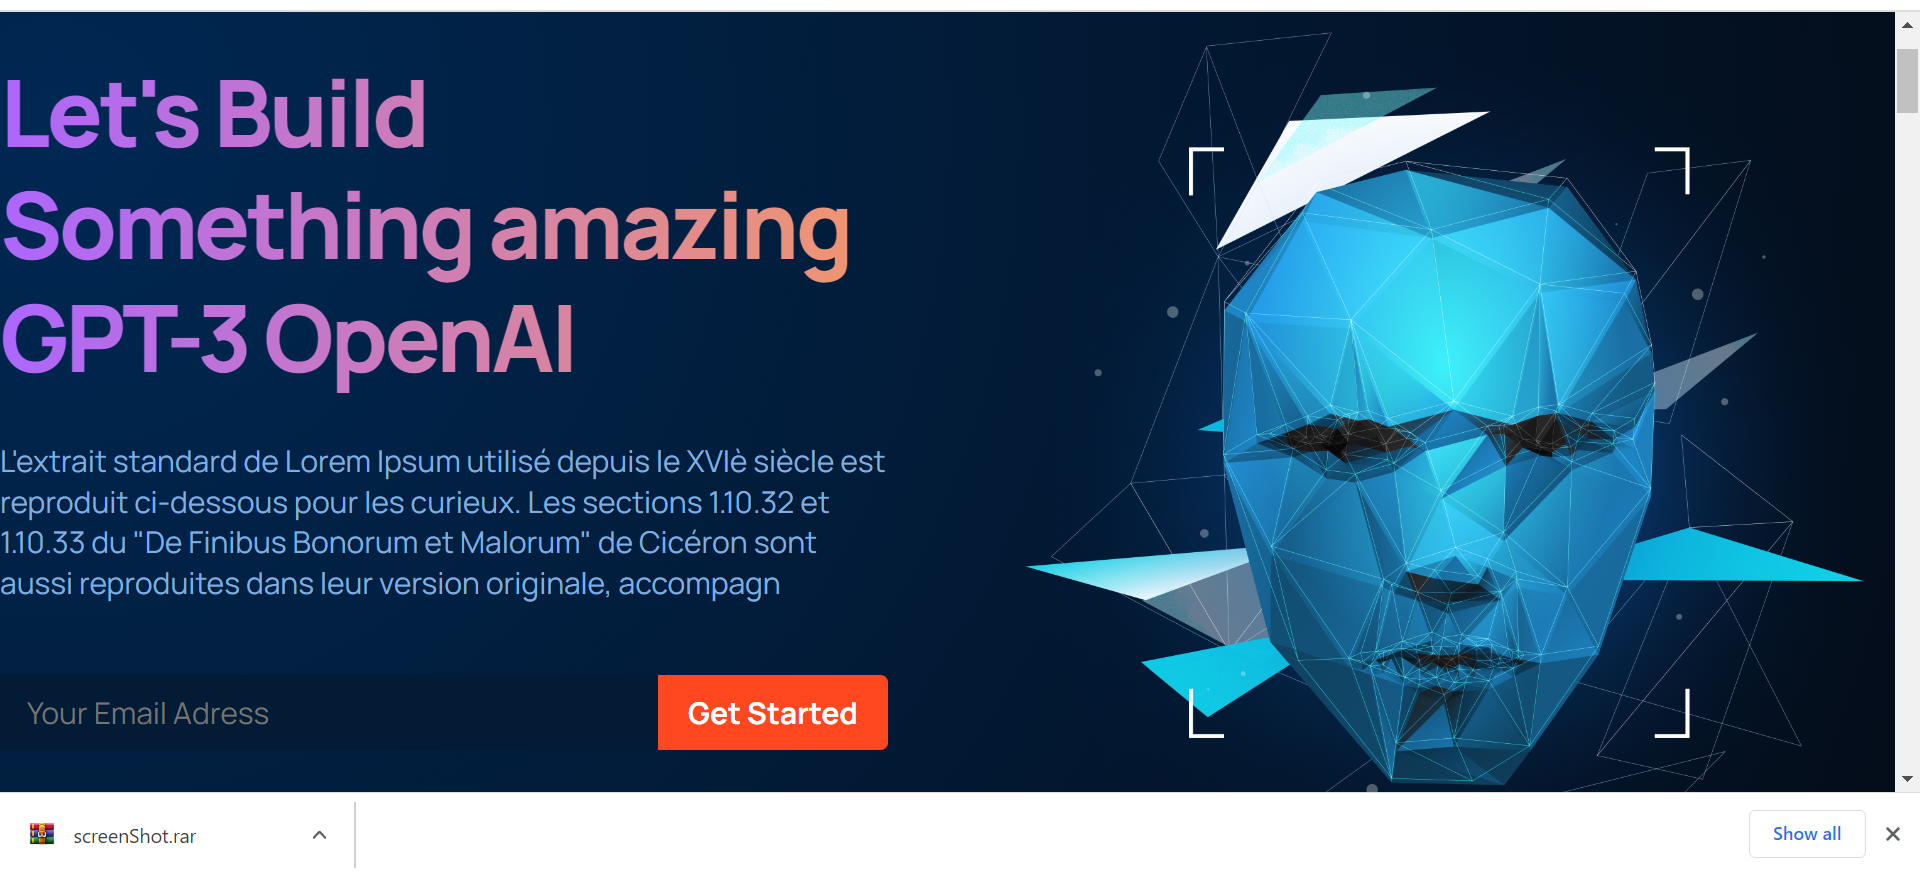 Let's Build
Something amazing
GPT-3 OpenAI
L'extrait standard de Lorem Ipsum utilisé depuis le XVIè siècle est
reproduit ci-dessous pour les curieux. Les sections 1.10.32 et
1.10.33 du "De Finibus Bonorum et Malorum" de Cicéron sont
aussi reproduites dans leur version originale, accompagn
Your Email Adress
Get Started
screenShot.rar
Show all